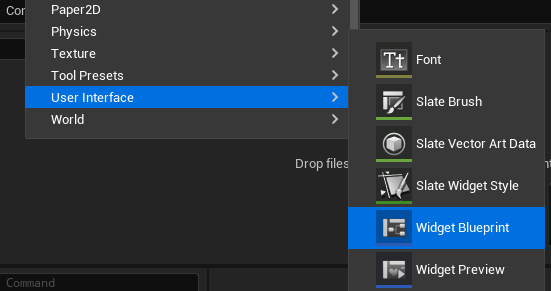 Cor
Paper2D
Physics
Texture
Tool Presets
User Interface
World
Font
Slate Brush
Slate Vector Art Data
Slate Widget Style
Widget Blueprint
Widget Preview
Drop files
Command